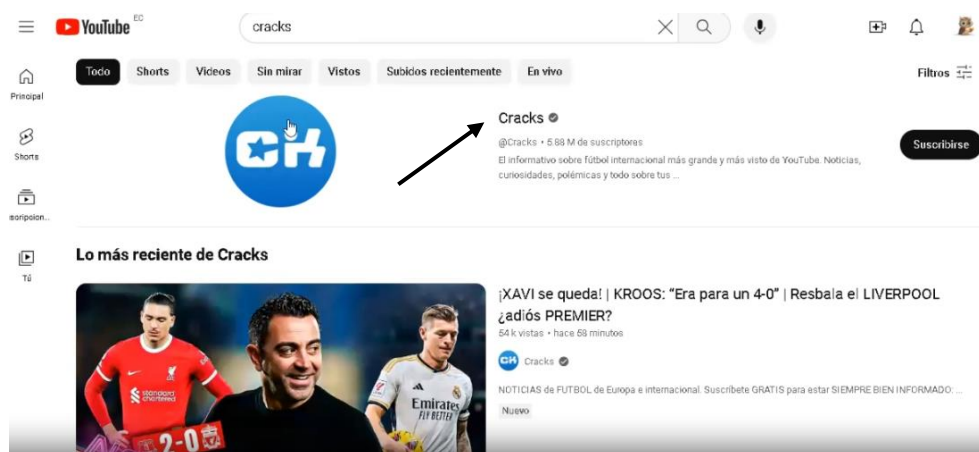 YouTube EC
cracks
Todo Shorts Videos Sin mirar Vistos Subidos recientemente En vivo
Filtros
Principal
Shorts
Tú
CK
Cracks
@Cracks • 5.88 M de suscriptores
El informativo sobre fútbol internacional más grande y más visto de YouTube. Noticias,
curiosidades, polémicas y todo sobre tus ...
Suscribirse
Lo más reciente de Cracks
¡XAVI se queda! | KROOS: “Era para un 4-0” | Resbala el LIVERPOOL
¿adiós PREMIER?
54 k vistas • hace 58 minutos
CK Cracks
NOTICIAS de FUTBOL de Europa e internacional. Suscríbete GRATIS para estar SIEMPRE BIEN INFORMADO: ...
Nuevo
standard
chartered
Emirates
FLY BETTER
2-0